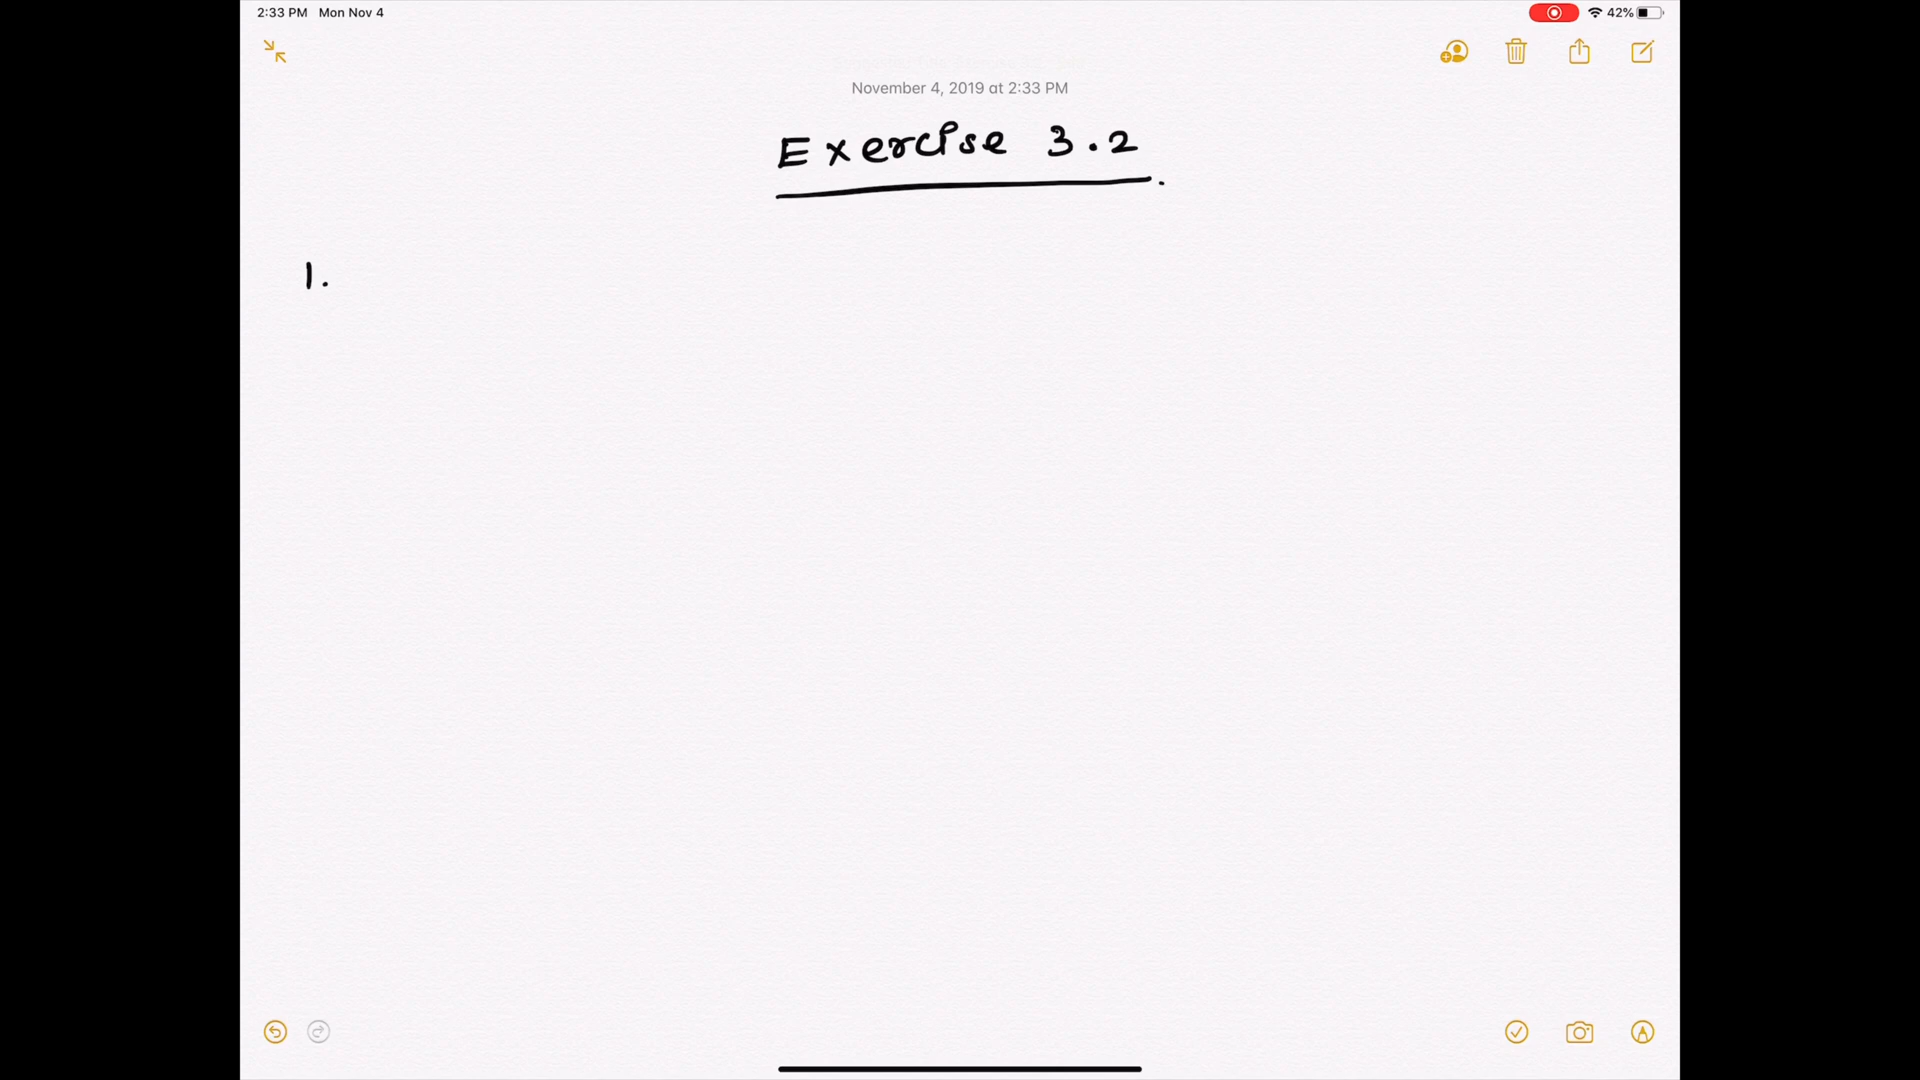 2:33 PM Mon Nov 4
42%
November 4, 2019 at 2:33 PM
Exercise 3.2.
1.